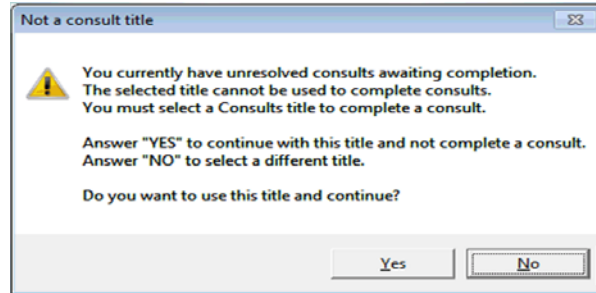 Not a consult title
You currently have unresolved consults awaiting completion.
The selected title cannot be used to complete consults.
You must select a Consults title to complete a consult.
Answer "YES" to continue with this title and not complete a consult.
Answer "NO" to select a different title.
Do you want to use this title and continue?
Yes No